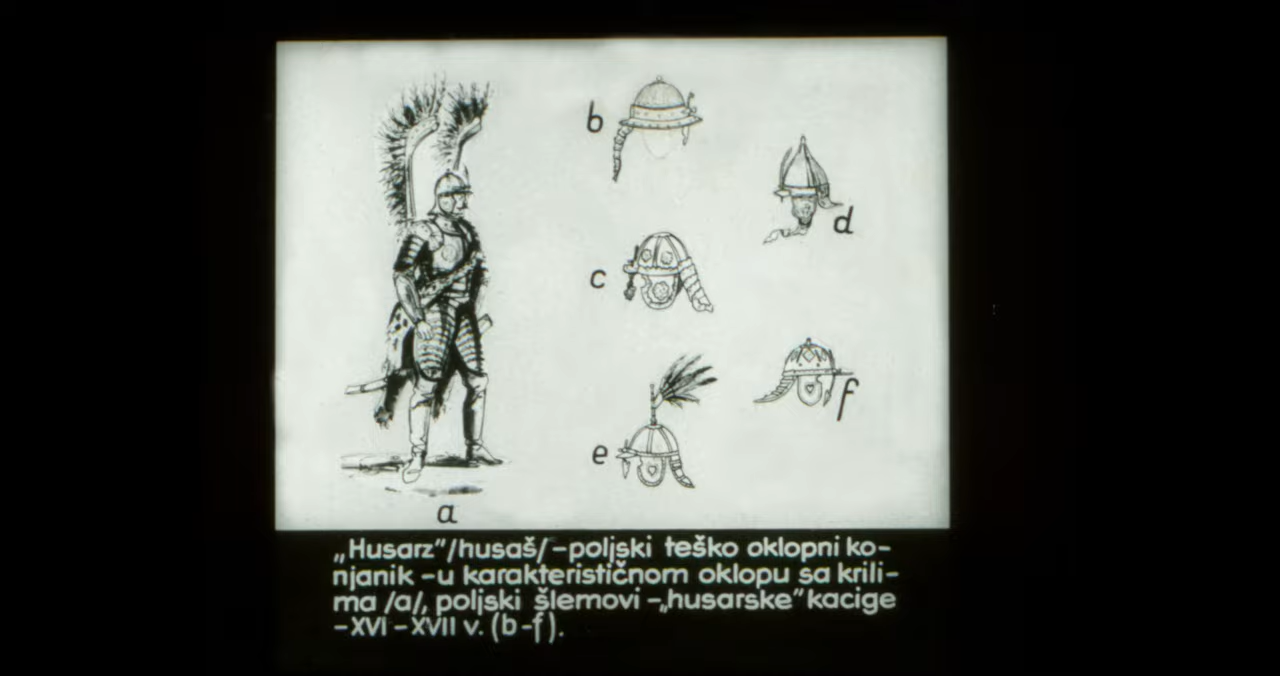 b
d
c
f
e
a
„Husarz”/husaš/-poljski teško oklopni ko-
njanik -u karakterističnom oklopu sa krili-
ma /a/, poljski šlemovi -„husarske” kacige
-XVI-XVII v. (b-f).